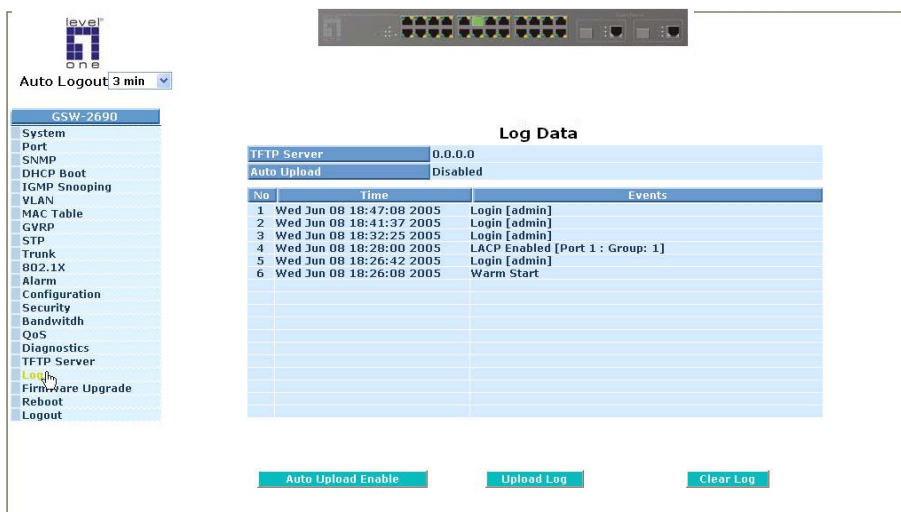 level
one
Auto Logout 3 min
GSW-2690
System
Port
SNMP
DHCP Boot
IGMP Snooping
VLAN
MAC Table
GVRP
STP
Trunk
802.1X
Alarm
Configuration
Security
Bandwitdh
QoS
Diagnostics
TFTP Server
Log
Firmware Upgrade
Reboot
Logout
Log Data
TFTP Server 0.0.0.0
Auto Upload Disabled
No Time Events
1 Wed Jun 08 18:47:08 2005 Login [admin]
2 Wed Jun 08 18:41:37 2005 Login [admin]
3 Wed Jun 08 18:32:25 2005 Login [admin]
4 Wed Jun 08 18:28:00 2005 LACP Enabled [Port 1 : Group: 1]
5 Wed Jun 08 18:26:42 2005 Login [admin]
6 Wed Jun 08 18:26:08 2005 Warm Start
Auto Upload Enable Upload Log Clear Log